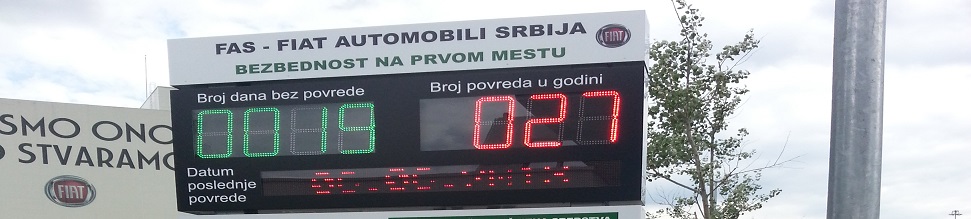 FAS - FIAT AUTOMOBILI SRBIJA
FIAT
BEZBEDNOST NA PRVOM MESTU
Broj dana bez povrede
Broj povreda u godini
0019
027
Datum
poslednje
povrede
SMO ONO
STVARAMO
FIAT